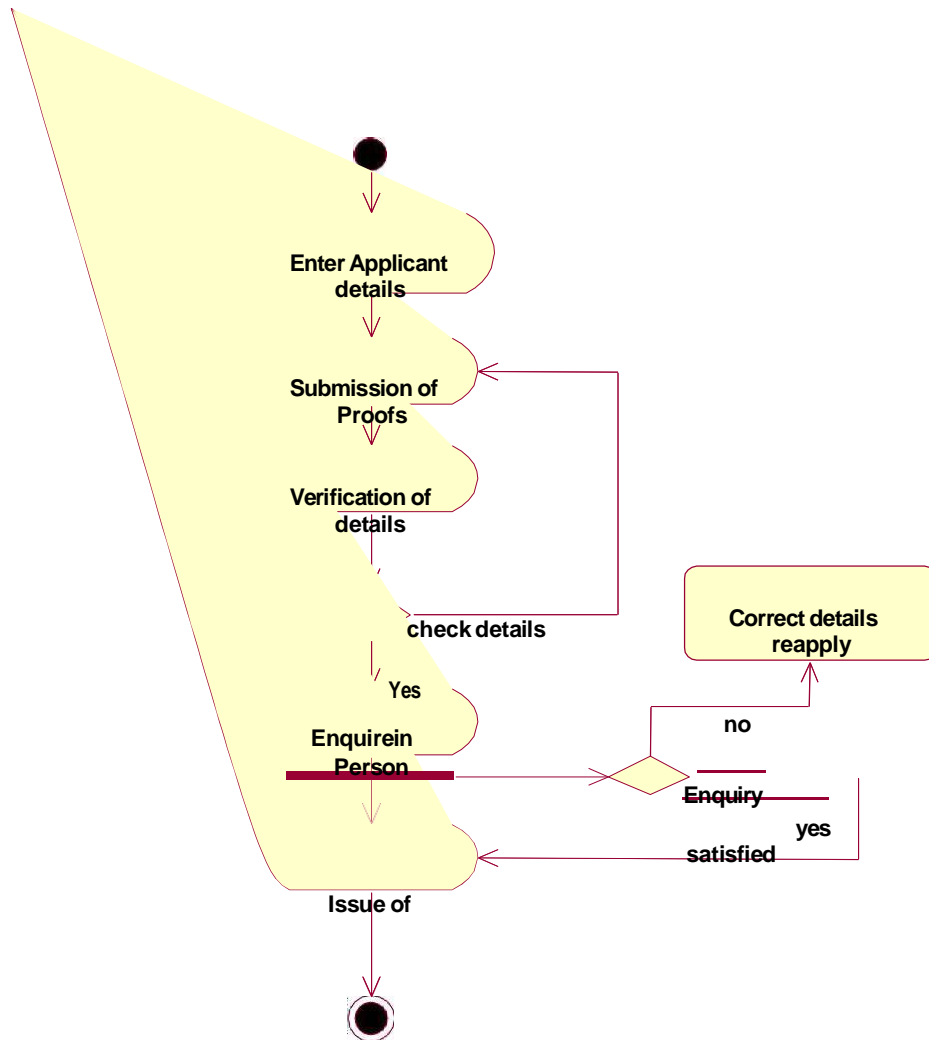 Enter Applicant
details
Submission of
Proofs
Verification of
details
check details
Yes
Correct details
reapply
no
Enquirein
Person
Enquiry
yes
satisfied
Issue of